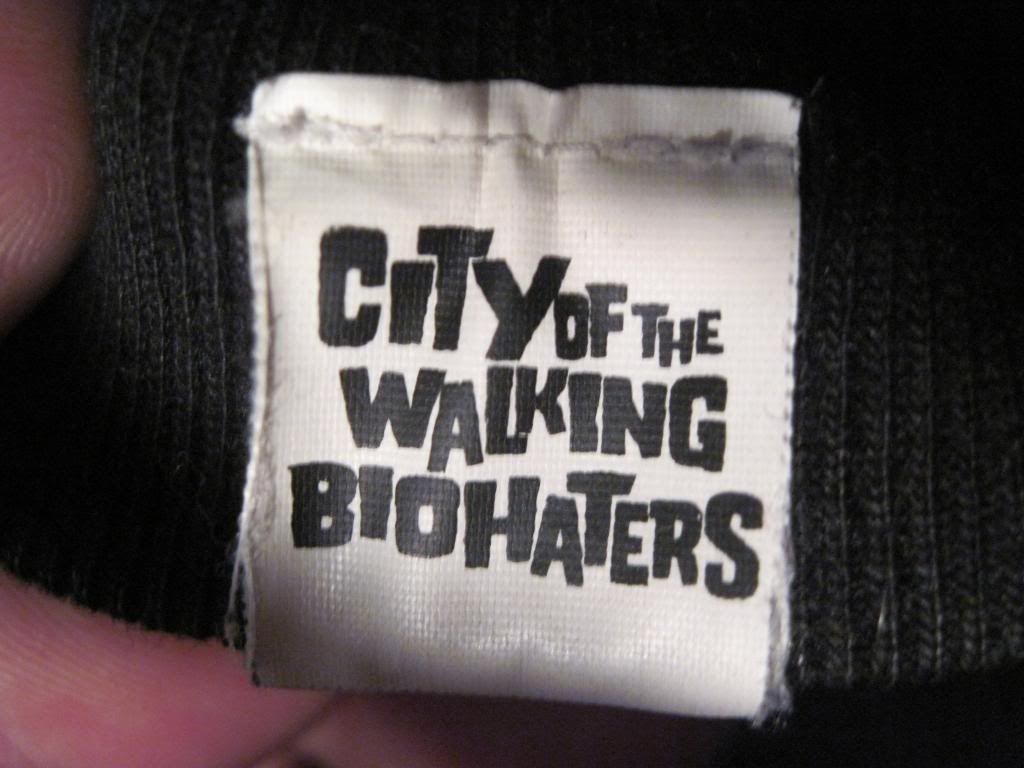 CiTY OF THE
WALKING
BIOHATERS